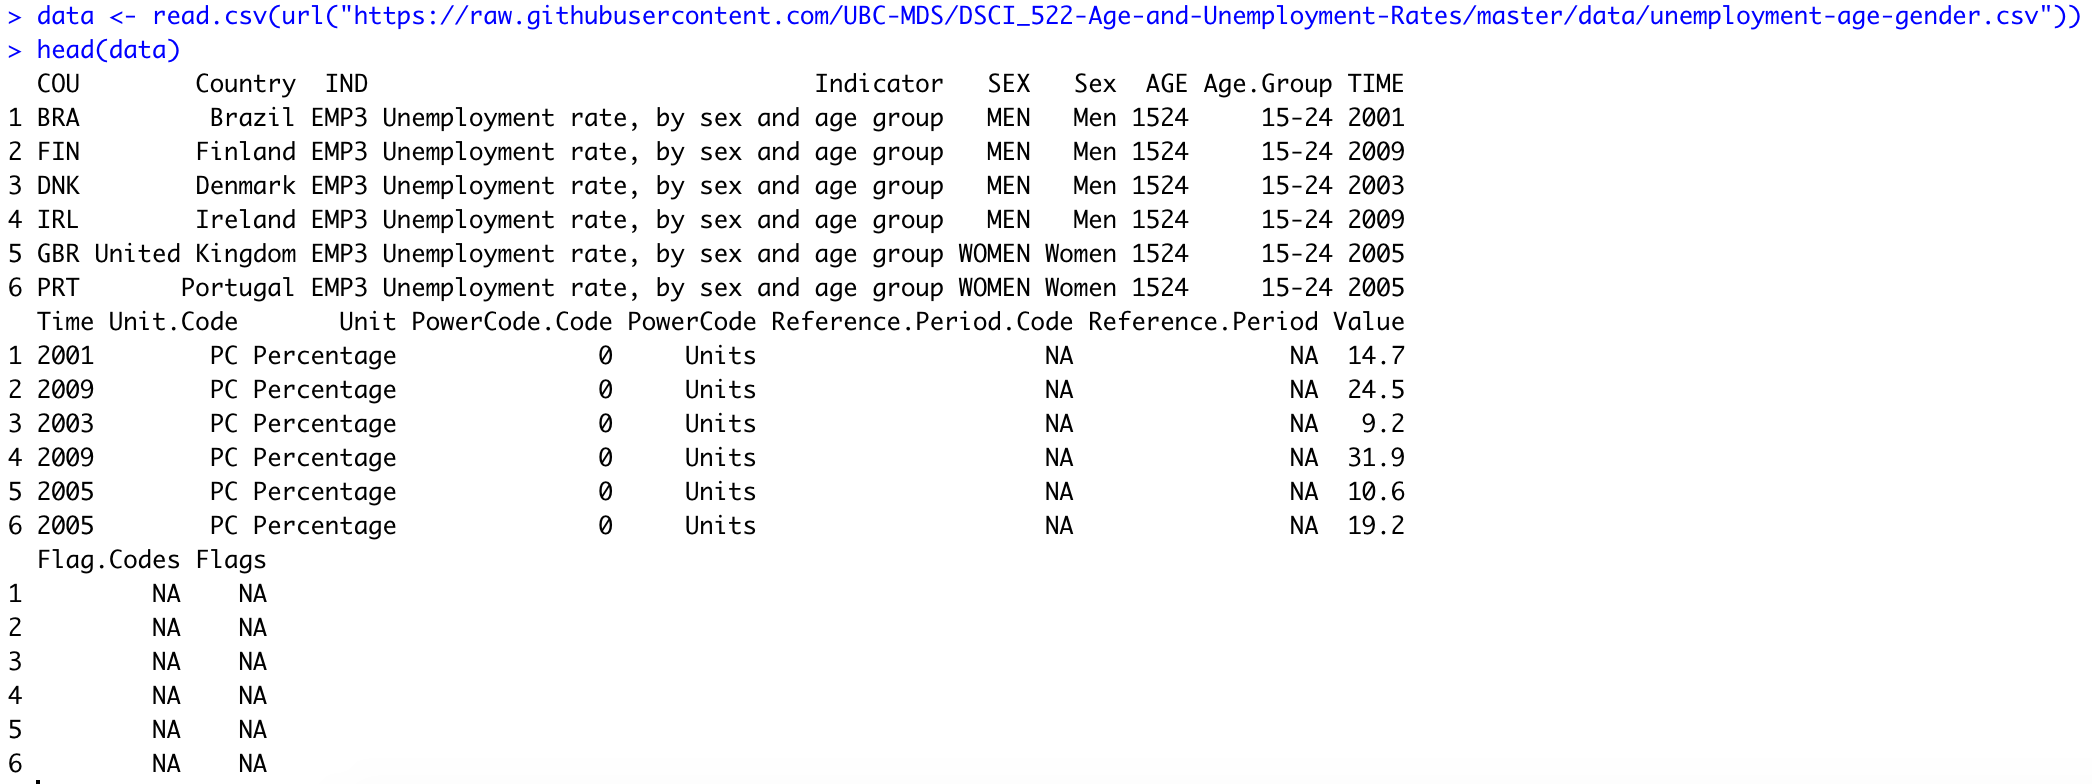 > data <- read.csv(url("https://raw.githubusercontent.com/UBC-MDS/DSCI_522-Age-and-Unemployment-Rates/master/data/unemployment-age-gender.csv"))
> head(data)
  COU        Country  IND                               Indicator   SEX   Sex  AGE Age.Group TIME
1 BRA         Brazil EMP3 Unemployment rate, by sex and age group   MEN   Men 1524     15-24 2001
2 FIN        Finland EMP3 Unemployment rate, by sex and age group   MEN   Men 1524     15-24 2009
3 DNK        Denmark EMP3 Unemployment rate, by sex and age group   MEN   Men 1524     15-24 2003
4 IRL        Ireland EMP3 Unemployment rate, by sex and age group   MEN   Men 1524     15-24 2009
5 GBR United Kingdom EMP3 Unemployment rate, by sex and age group WOMEN Women 1524     15-24 2005
6 PRT       Portugal EMP3 Unemployment rate, by sex and age group WOMEN Women 1524     15-24 2005
  Time Unit.Code       Unit PowerCode.Code PowerCode Reference.Period.Code Reference.Period Value
1 2001        PC Percentage              0     Units                    NA               NA  14.7
2 2009        PC Percentage              0     Units                    NA               NA  24.5
3 2003        PC Percentage              0     Units                    NA               NA   9.2
4 2009        PC Percentage              0     Units                    NA               NA  31.9
5 2005        PC Percentage              0     Units                    NA               NA  10.6
6 2005        PC Percentage              0     Units                    NA               NA  19.2
  Flag.Codes Flags
1         NA    NA
2         NA    NA
3         NA    NA
4         NA    NA
5         NA    NA
6         NA    NA